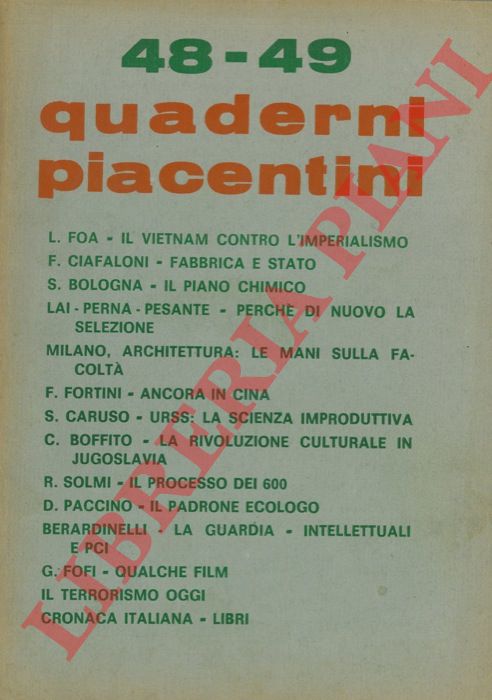 48-49
quaderni
piacentini
L. FOA - IL VIETNAM CONTRO L'IMPERIALISMO
F. CIAFALONI - FABBRICA E STATO
S. BOLOGNA - IL PIANO CHIMICO
LAI - PERNA - PESANTE - PERCHÈ DI NUOVO LA
SELEZIONE
MILANO, ARCHITETTURA: LE MANI SULLA FA-
COLTÀ
F. FORTINI - ANCORA IN CINA
S. CARUSO - URSS: LA SCIENZA IMPRODUTTIVA
C. BOFFITO - LA RIVOLUZIONE CULTURALE IN
JUGOSLAVIA
R. SOLMI - IL PROCESSO DEI 600
D. PACCINO - IL PADRONE ECOLOGO
BERARDINELLI - LA GUARDIA - INTELLETTUALI
E PCI
G. FOFI - QUALCHE FILM
IL TERRORISMO OGGI
CRONACA ITALIANA - LIBRI
LIBRERIA PIANI